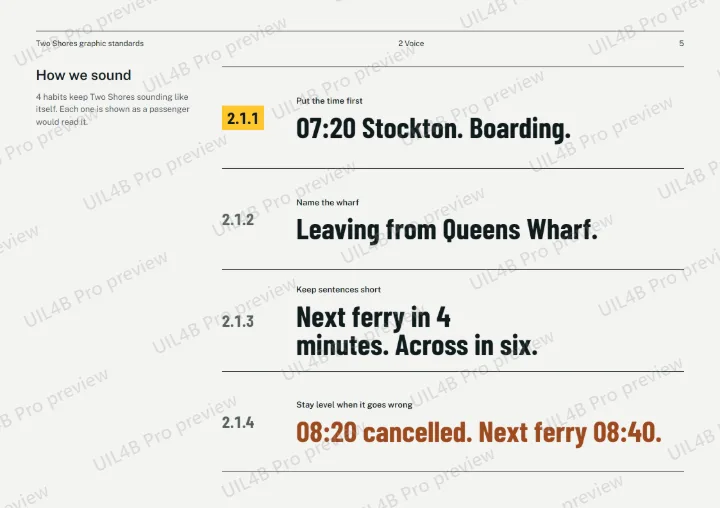 Two Shores graphic standards
2 Voice
5
How we sound
4 habits keep Two Shores sounding like
itself. Each one is shown as a passenger
would read it.
2.1.1
Put the time first
07:20 Stockton. Boarding.
2.1.2
Name the wharf
Leaving from Queens Wharf.
2.1.3
Keep sentences short
Next ferry in 4
minutes. Across in six.
2.1.4
Stay level when it goes wrong
08:20 cancelled. Next ferry 08:40.
UIL4B Pro preview